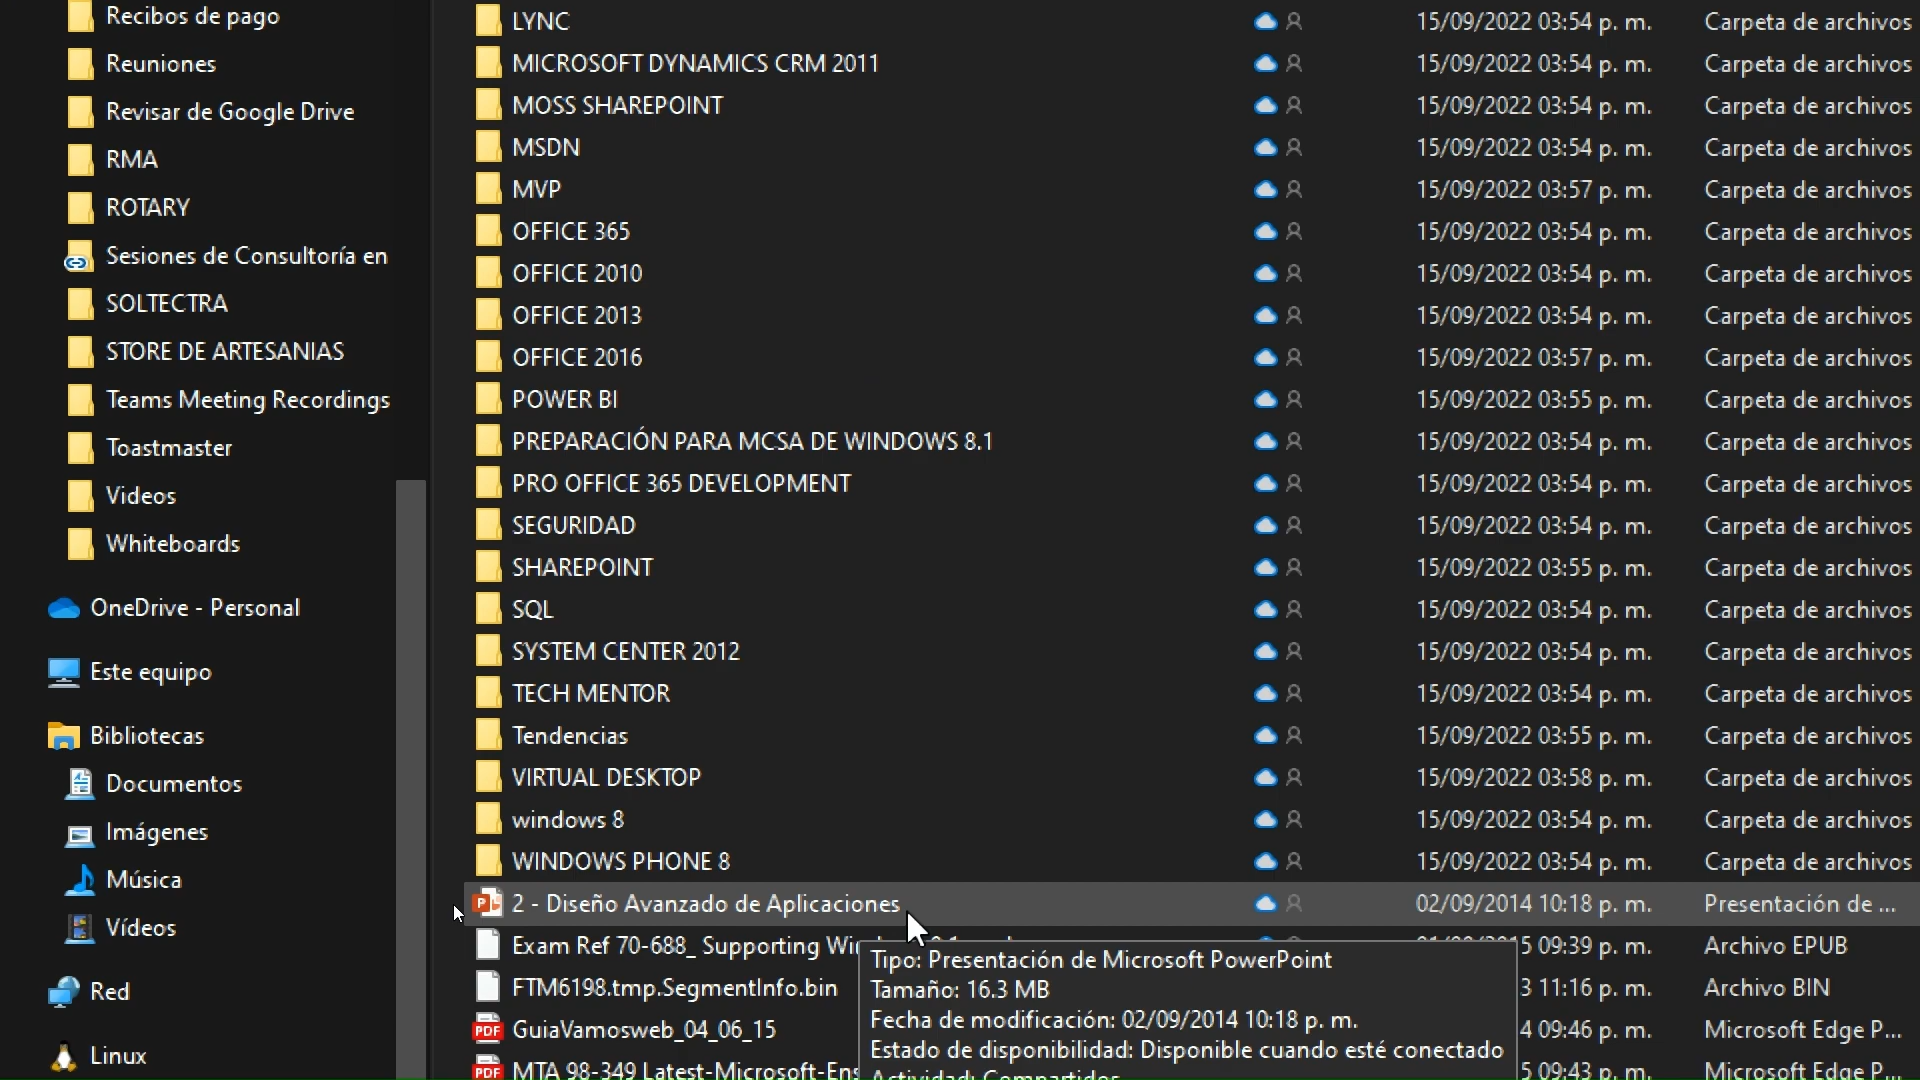 Recibos de pago
Reuniones
Revisar de Google Drive
RMA
ROTARY
Sesiones de Consultoría en
SOLTECTRA
STORE DE ARTESANIAS
Teams Meeting Recordings
Toastmaster
Videos
Whiteboards
OneDrive - Personal
Este equipo
Bibliotecas
Documentos
Imágenes
Música
Vídeos
Red
Linux
LYNC 15/09/2022 03:54 p. m. Carpeta de archivos
MICROSOFT DYNAMICS CRM 2011 15/09/2022 03:54 p. m. Carpeta de archivos
MOSS SHAREPOINT 15/09/2022 03:54 p. m. Carpeta de archivos
MSDN 15/09/2022 03:54 p. m. Carpeta de archivos
MVP 15/09/2022 03:57 p. m. Carpeta de archivos
OFFICE 365 15/09/2022 03:54 p. m. Carpeta de archivos
OFFICE 2010 15/09/2022 03:54 p. m. Carpeta de archivos
OFFICE 2013 15/09/2022 03:54 p. m. Carpeta de archivos
OFFICE 2016 15/09/2022 03:57 p. m. Carpeta de archivos
POWER BI 15/09/2022 03:55 p. m. Carpeta de archivos
PREPARACIÓN PARA MCSA DE WINDOWS 8.1 15/09/2022 03:54 p. m. Carpeta de archivos
PRO OFFICE 365 DEVELOPMENT 15/09/2022 03:54 p. m. Carpeta de archivos
SEGURIDAD 15/09/2022 03:54 p. m. Carpeta de archivos
SHAREPOINT 15/09/2022 03:55 p. m. Carpeta de archivos
SQL 15/09/2022 03:54 p. m. Carpeta de archivos
SYSTEM CENTER 2012 15/09/2022 03:54 p. m. Carpeta de archivos
TECH MENTOR 15/09/2022 03:54 p. m. Carpeta de archivos
Tendencias 15/09/2022 03:55 p. m. Carpeta de archivos
VIRTUAL DESKTOP 15/09/2022 03:58 p. m. Carpeta de archivos
windows 8 15/09/2022 03:54 p. m. Carpeta de archivos
WINDOWS PHONE 8 15/09/2022 03:54 p. m. Carpeta de archivos
2 - Diseño Avanzado de Aplicaciones 02/09/2014 10:18 p. m. Presentación de ...
Exam Ref 70-688_ Supporting 09:39 p. m. Archivo EPUB
FTM6198.tmp.SegmentInfo.bin 3 11:16 p. m. Archivo BIN
GuiaVamosweb_04_06_15 4 09:46 p. m. Microsoft Edge P...
MTA 98-349 Latest-Microsoft-Ens 5 09:43 p. m. Microsoft Edge P...
Tipo: Presentación de Microsoft PowerPoint
Tamaño: 16.3 MB
Fecha de modificación: 02/09/2014 10:18 p. m.
Estado de disponibilidad: Disponible cuando esté conectado